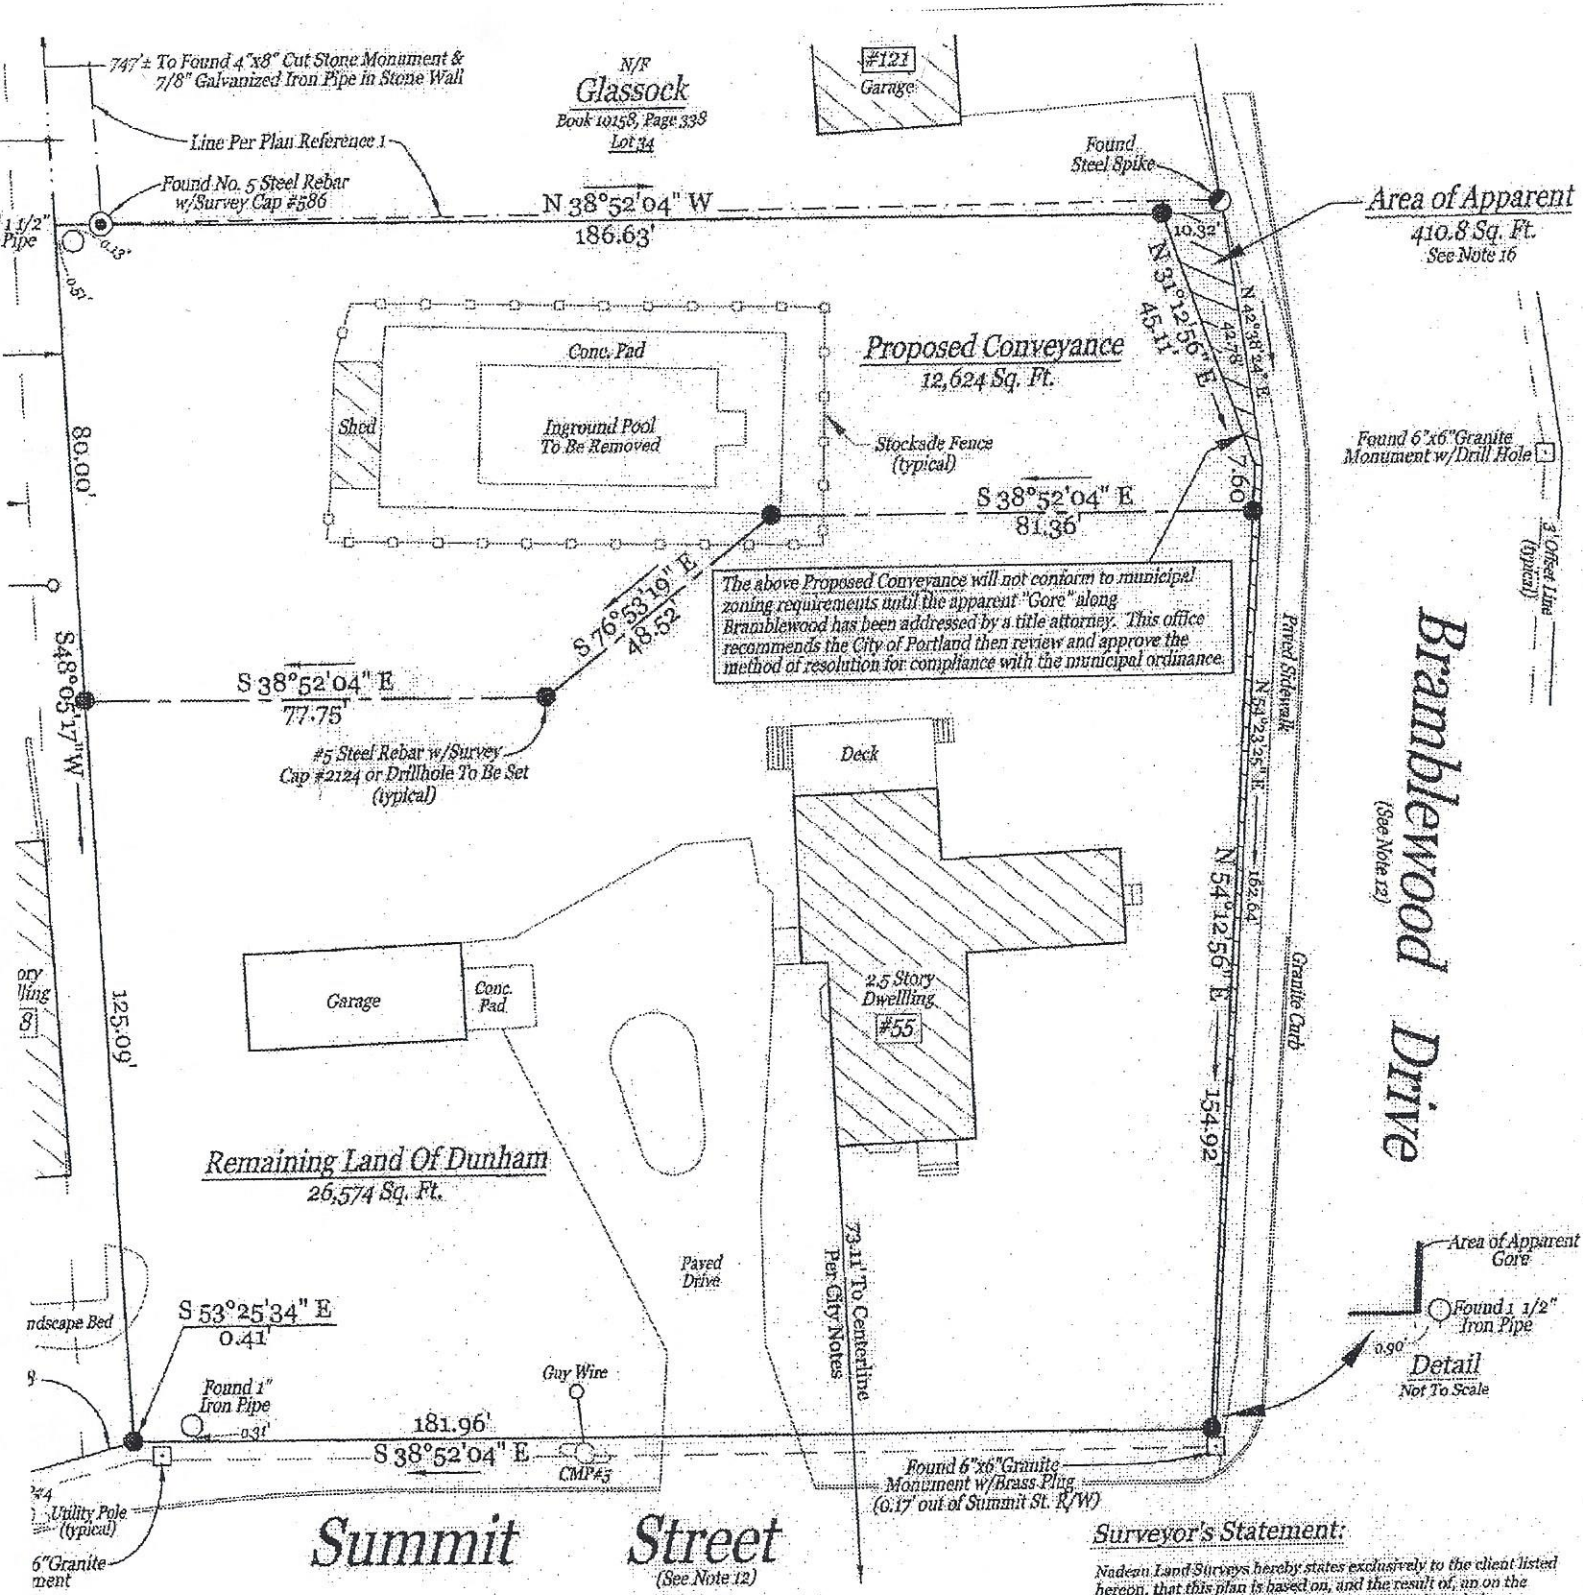 747'± To Found 4"x8" Cut Stone Monument &
7/8" Galvanized Iron Pipe in Stone Wall
Line Per Plan Reference 1
Found No. 5 Steel Rebar
w/Survey Cap #586
1 1/2"
Pipe
0.13'
0.51'
N/F
Glassock
Book 19158, Page 338
Lot 34
N 38°52'04" W
186.63'
#121
Garage
Found
Steel Spike
Area of Apparent
410.8 Sq. Ft.
See Note 16
10.32'
N 31°12'56" E
45.11'
N 42°38'24" E
42.78'
7.60'
Proposed Conveyance
12,624 Sq. Ft.
Conc. Pad
Shed
Inground Pool
To Be Removed
Stockade Fence
(typical)
Found 6"x6" Granite
Monument w/Drill Hole
3' Offset Line
(typical)
S 38°52'04" E
81.36'
S 76°53'19" E
48.52'
The above Proposed Conveyance will not conform to municipal
zoning requirements until the apparent "Gore" along
Bramblewood has been addressed by a title attorney. This office
recommends the City of Portland then review and approve the
method of resolution for compliance with the municipal ordinance.
80.00'
S48°05'17"W
125.09'
S 38°52'04" E
77.75'
#5 Steel Rebar w/Survey
Cap #2124 or Drillhole To Be Set
(typical)
Deck
Paved Sidewalk
N 54°23'25" E
162.64'
N 54°12'56" E
154.92'
Granite Curb
Bramblewood Drive
(See Note 12)
ory
lling
8
Garage
Conc.
Pad
2.5 Story
Dwellling
#55
Remaining Land Of Dunham
26,574 Sq. Ft.
Paved
Drive
73.11' To Centerline
Per City Notes
Area of Apparent
Gore
Found 1 1/2"
Iron Pipe
0.90'
Detail
Not To Scale
ndscape Bed
S 53°25'34" E
0.41'
Found 1"
Iron Pipe
0.31'
Guy Wire
181.96'
S 38°52'04" E
CMP#3
Found 6"x6" Granite
Monument w/Brass Plug
(0.17' out of Summit St. R/W)
Utility Pole
(typical)
6"Granite
ment
Summit Street
(See Note 12)
Surveyor's Statement:
Nadeau Land Surveys hereby states exclusively to the client listed
hereon, that this plan is based on, and the result of, an on the